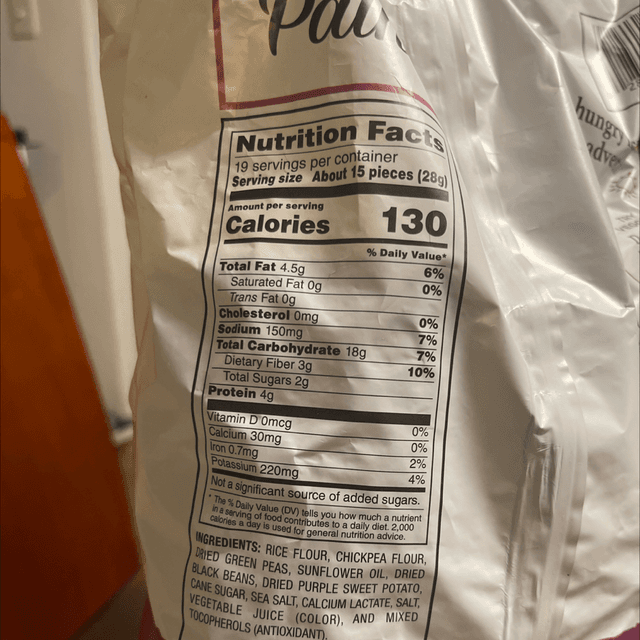 Nutrition Facts
19 servings per container
Serving size About 15 pieces (28g)
Amount per serving
Calories 130
% Daily Value*
Total Fat 4.5g 6%
Saturated Fat 0g 0%
Trans Fat 0g
Cholesterol 0mg 0%
Sodium 150mg 7%
Total Carbohydrate 18g 7%
Dietary Fiber 3g 10%
Total Sugars 2g
Protein 4g
Vitamin D 0mcg 0%
Calcium 30mg 0%
Iron 0.7mg 2%
Potassium 220mg 4%
Not a significant source of added sugars.
* The % Daily Value (DV) tells you how much a nutrient
in a serving of food contributes to a daily diet. 2,000
calories a day is used for general nutrition advice.
INGREDIENTS: RICE FLOUR, CHICKPEA FLOUR,
DRIED GREEN PEAS, SUNFLOWER OIL, DRIED
BLACK BEANS, DRIED PURPLE SWEET POTATO,
CANE SUGAR, SEA SALT, CALCIUM LACTATE, SALT,
VEGETABLE JUICE (COLOR), AND MIXED
TOCOPHEROLS (ANTIOXIDANT).
hungry